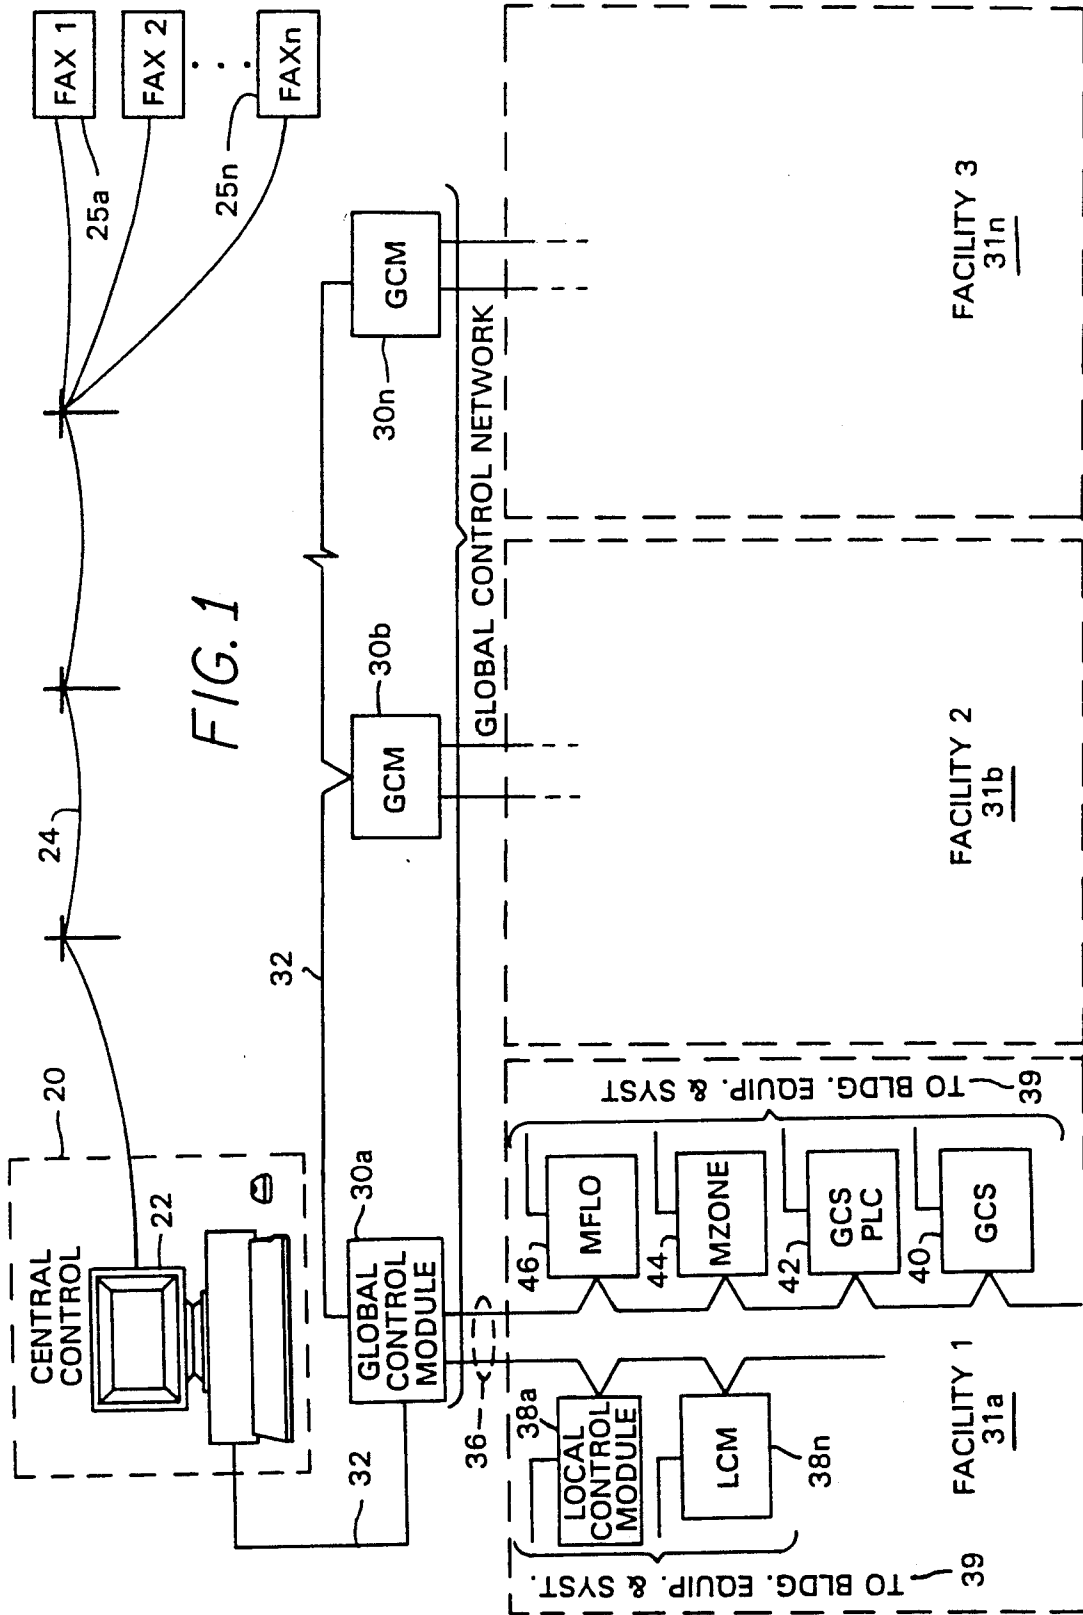 CENTRAL
CONTROL
20
22
24
FAX 1
25a
FAX 2
FAXn
25n
FIG. 1
32
32
GLOBAL
CONTROL
MODULE
30a
GCM
30b
GCM
30n
GLOBAL CONTROL NETWORK
36
LOCAL
CONTROL
MODULE
38a
LCM
38n
TO BLDG. EQUIP. & SYST.
39
MFLO
46
MZONE
44
GCS
PLC
42
GCS
40
TO BLDG. EQUIP. & SYST
39
FACILITY 1
31a
FACILITY 2
31b
FACILITY 3
31n